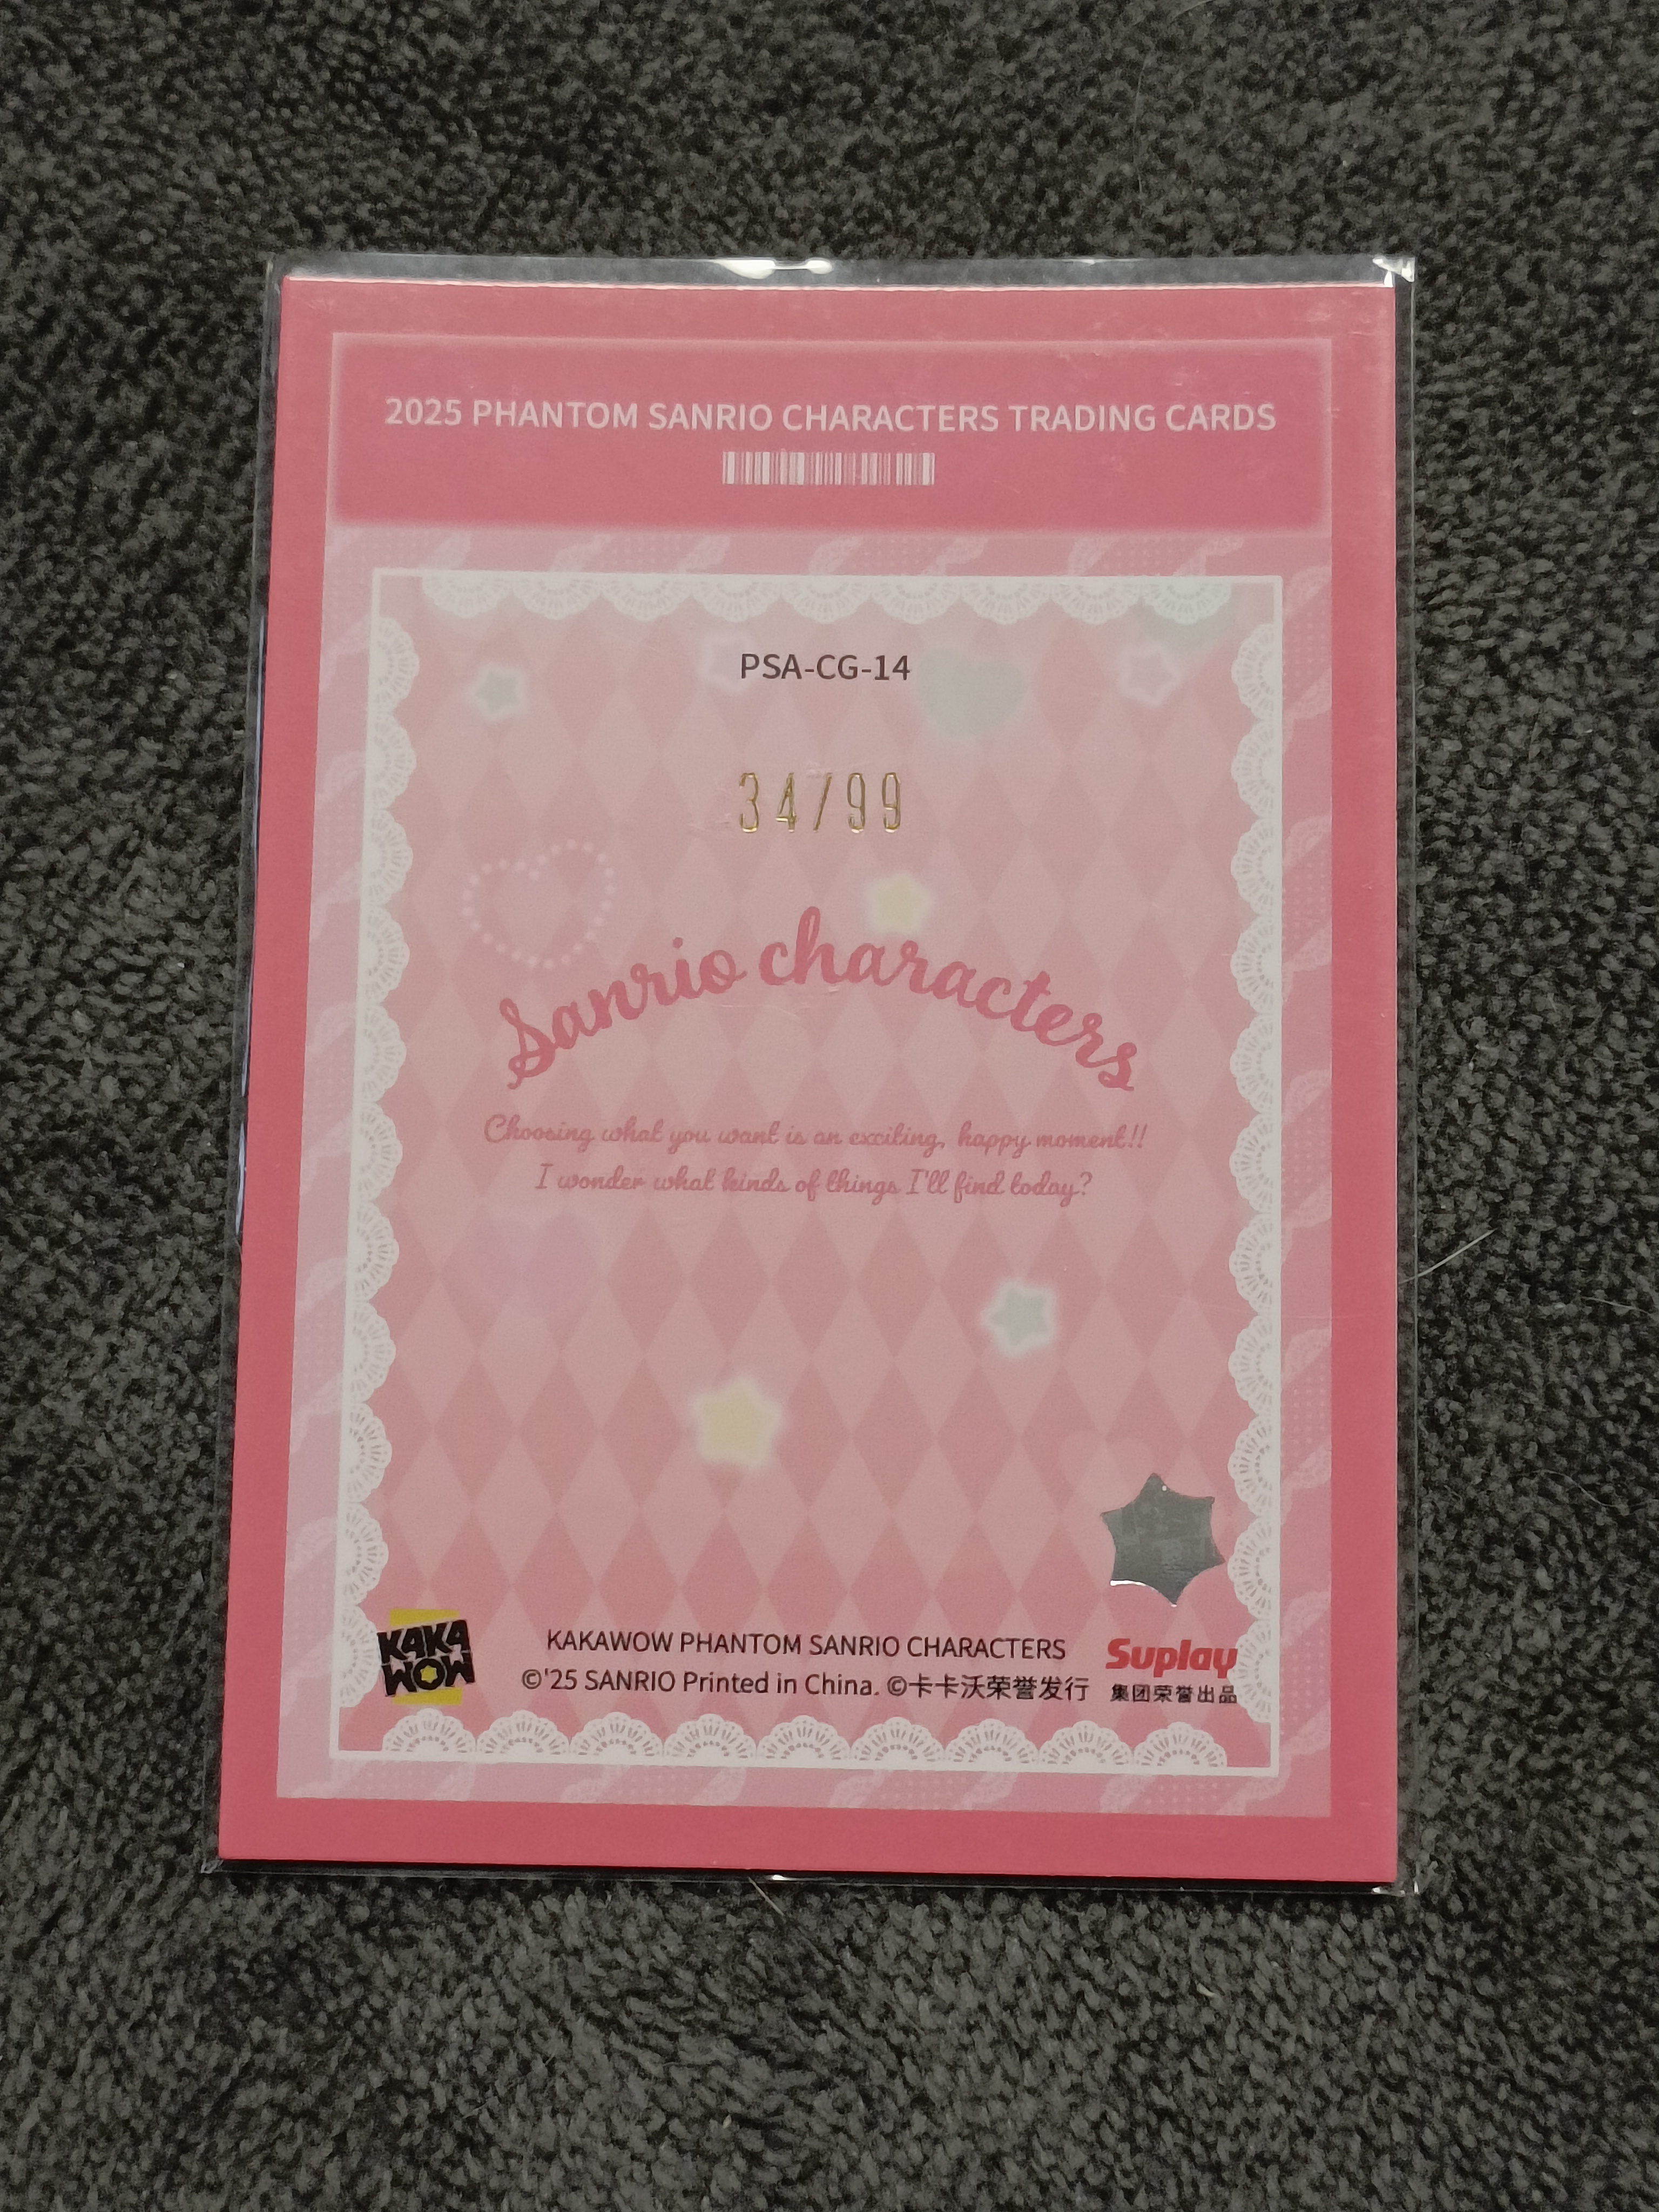 2025 PHANTOM SANRIO CHARACTERS TRADING CARDS
PSA-CG-14
34/99
Sanrio characters
Choosing what you want is an exciting, happy moment!!
I wonder what kinds of things I'll find today?
KAKA
WOW
KAKAWOW PHANTOM SANRIO CHARACTERS
©'25 SANRIO Printed in China. ©卡卡沃荣誉发行
Suplay
集团荣誉出品